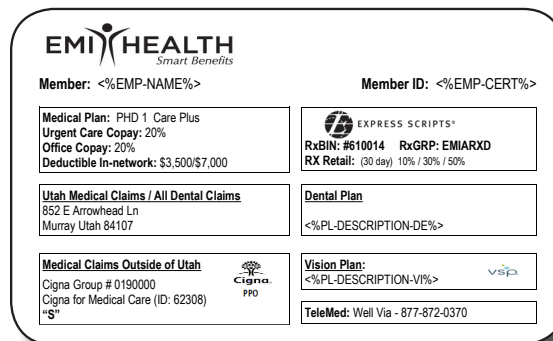 EMI HEALTH
Smart Benefits
Member: <%EMP-NAME%>
Member ID: <%EMP-CERT%>
Medical Plan: PHD 1 Care Plus
Urgent Care Copay: 20%
Office Copay: 20%
Deductible In-network: $3,500/$7,000
EXPRESS SCRIPTS®
RxBIN: #610014 RxGRP: EMIARXD
RX Retail: (30 day) 10% / 30% / 50%
Utah Medical Claims / All Dental Claims
852 E Arrowhead Ln
Murray Utah 84107
Dental Plan
<%PL-DESCRIPTION-DE%>
Medical Claims Outside of Utah
Cigna Group # 0190000
Cigna for Medical Care (ID: 62308)
“S”
Cigna.
PPO
Vision Plan:
<%PL-DESCRIPTION-VI%>
vsp.
TeleMed: Well Via - 877-872-0370